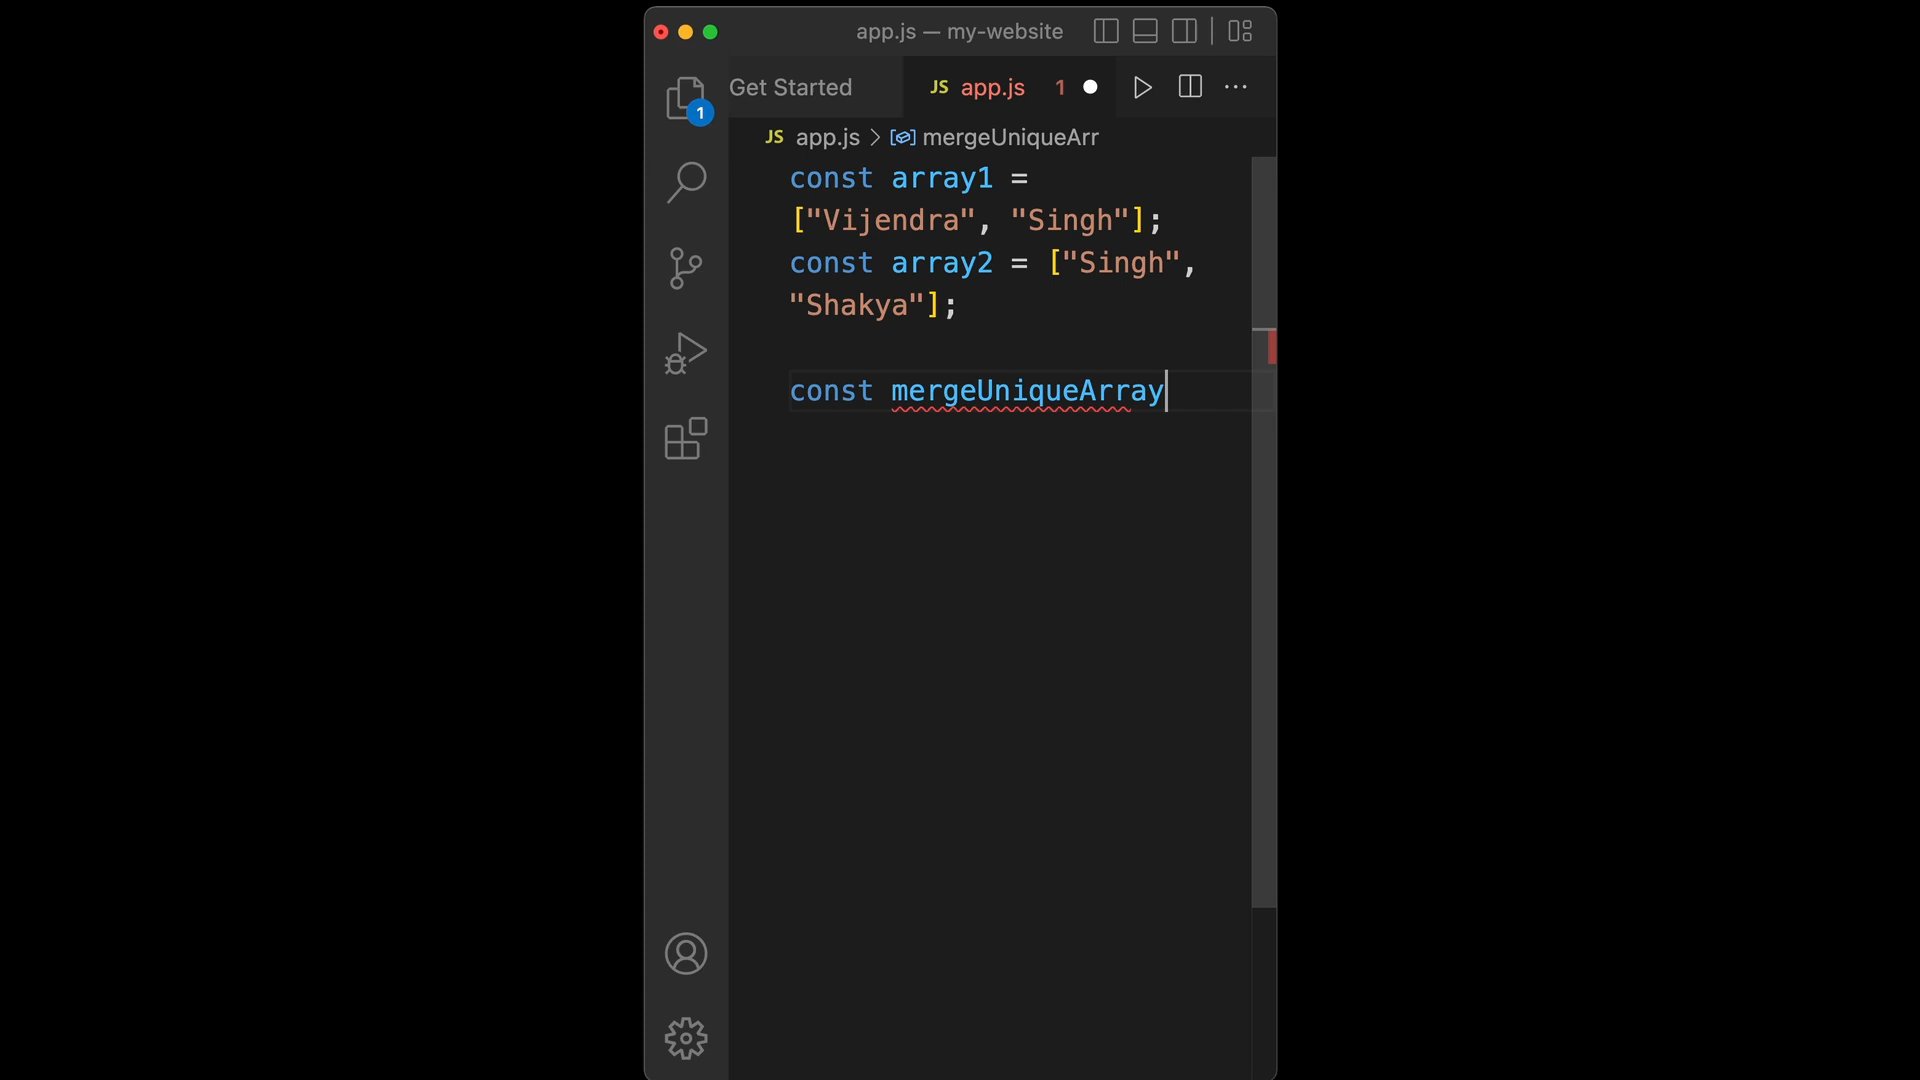 app.js — my-website
Get Started
JS app.js 1
1
JS app.js > mergeUniqueArr
const array1 =
["Vijendra", "Singh"];
const array2 = ["Singh",
"Shakya"];
const mergeUniqueArray